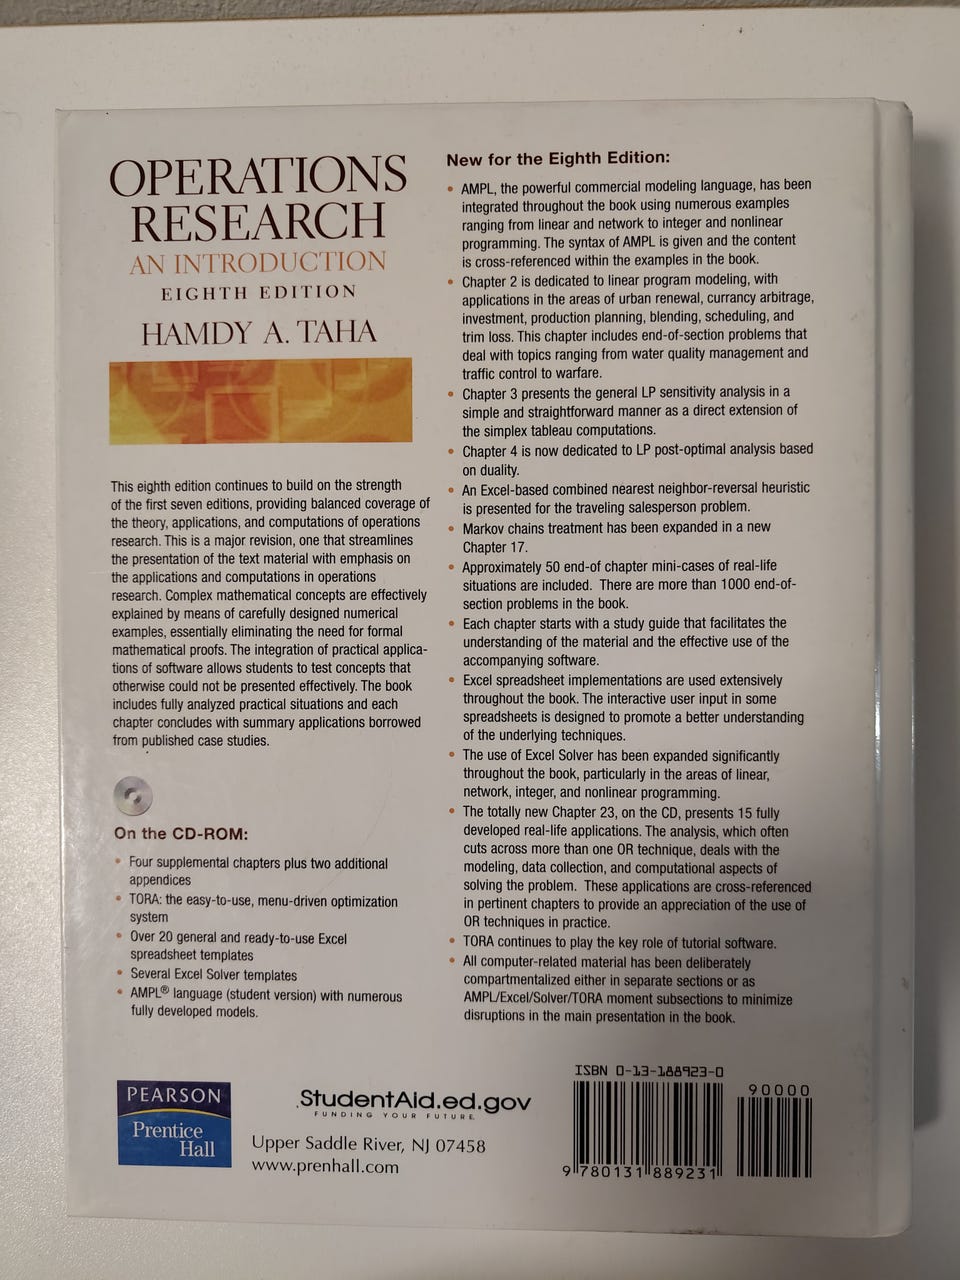 OPERATIONS
RESEARCH
AN INTRODUCTION
EIGHTH EDITION
HAMDY A. TAHA
This eighth edition continues to build on the strength
of the first seven editions, providing balanced coverage of
the theory, applications, and computations of operations
research. This is a major revision, one that streamlines
the presentation of the text material with emphasis on
the applications and computations in operations
research. Complex mathematical concepts are effectively
explained by means of carefully designed numerical
examples, essentially eliminating the need for formal
mathematical proofs. The integration of practical applica-
tions of software allows students to test concepts that
otherwise could not be presented effectively. The book
includes fully analyzed practical situations and each
chapter concludes with summary applications borrowed
from published case studies.
On the CD-ROM:
• Four supplemental chapters plus two additional
appendices
• TORA: the easy-to-use, menu-driven optimization
system
• Over 20 general and ready-to-use Excel
spreadsheet templates
• Several Excel Solver templates
• AMPL® language (student version) with numerous
fully developed models.
New for the Eighth Edition:
• AMPL, the powerful commercial modeling language, has been
integrated throughout the book using numerous examples
ranging from linear and network to integer and nonlinear
programming. The syntax of AMPL is given and the content
is cross-referenced within the examples in the book.
• Chapter 2 is dedicated to linear program modeling, with
applications in the areas of urban renewal, currancy arbitrage,
investment, production planning, blending, scheduling, and
trim loss. This chapter includes end-of-section problems that
deal with topics ranging from water quality management and
traffic control to warfare.
• Chapter 3 presents the general LP sensitivity analysis in a
simple and straightforward manner as a direct extension of
the simplex tableau computations.
• Chapter 4 is now dedicated to LP post-optimal analysis based
on duality.
• An Excel-based combined nearest neighbor-reversal heuristic
is presented for the traveling salesperson problem.
• Markov chains treatment has been expanded in a new
Chapter 17.
• Approximately 50 end-of chapter mini-cases of real-life
situations are included. There are more than 1000 end-of-
section problems in the book.
• Each chapter starts with a study guide that facilitates the
understanding of the material and the effective use of the
accompanying software.
• Excel spreadsheet implementations are used extensively
throughout the book. The interactive user input in some
spreadsheets is designed to promote a better understanding
of the underlying techniques.
• The use of Excel Solver has been expanded significantly
throughout the book, particularly in the areas of linear,
network, integer, and nonlinear programming.
• The totally new Chapter 23, on the CD, presents 15 fully
developed real-life applications. The analysis, which often
cuts across more than one OR technique, deals with the
modeling, data collection, and computational aspects of
solving the problem. These applications are cross-referenced
in pertinent chapters to provide an appreciation of the use of
OR techniques in practice.
• TORA continues to play the key role of tutorial software.
• All computer-related material has been deliberately
compartmentalized either in separate sections or as
AMPL/Excel/Solver/TORA moment subsections to minimize
disruptions in the main presentation in the book.
PEARSON
Prentice
Hall
StudentAid.ed.gov
FUNDING YOUR FUTURE.
Upper Saddle River, NJ 07458
www.prenhall.com
ISBN 0-13-188923-0
90000
9 780131 889231